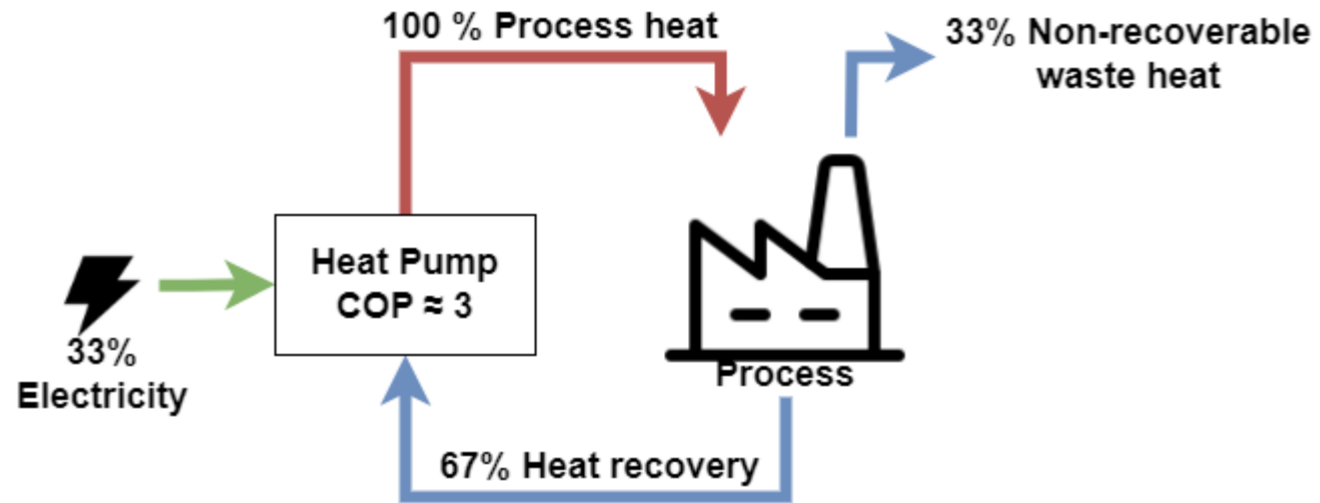 100 % Process heat
33% Non-recoverable
waste heat
Heat Pump
COP ≈ 3
33%
Electricity
Process
67% Heat recovery